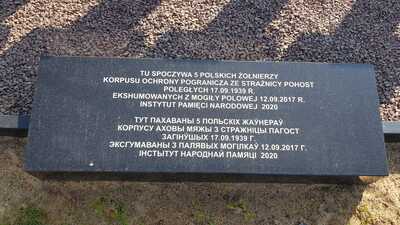 TU SPOCZYWA 5 POLSKICH ŻOŁNIERZY
KORPUSU OCHRONY POGRANICZA ZE STRAŻNICY POHOST
POLEGŁYCH 17.09.1939 R.
EKSHUMOWANYCH Z MOGIŁY POLOWEJ 12.09.2017 R.
INSTYTUT PAMIĘCI NARODOWEJ 2020
ТУТ ПАХАВАНЫ 5 ПОЛЬСКІХ ЖАЎНЕРАЎ
КОРПУСУ АХОВЫ МЯЖЫ З СТРАЖНІЦЫ ПАГОСТ
ЗАГІНУЎШЫХ 17.09.1939 Г.
ЭКСГУМАВАНЫ З ПАЛЯВЫХ МОГІЛКАЎ 12.09.2017 Г.
ІНСТЫТУТ НАРОДНАЙ ПАМЯЦІ 2020